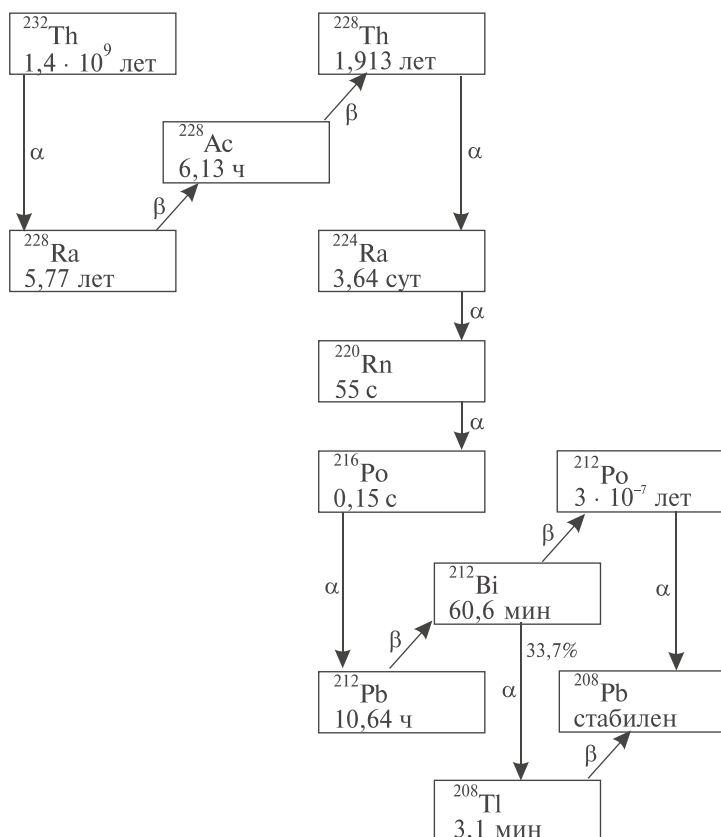 ²³²Th
1,4 · 10⁹ лет
²²⁸Th
1,913 лет
β
²²⁸Ac
6,13 ч
α
α
β
²²⁸Ra
5,77 лет
²²⁴Ra
3,64 сут
α
²²⁰Rn
55 с
α
²¹⁶Po
0,15 с
²¹²Po
3 · 10⁻⁷ лет
β
²¹²Bi
60,6 мин
α
α
β
33,7%
²¹²Pb
10,64 ч
α
²⁰⁸Pb
стабилен
β
²⁰⁸Tl
3,1 мин